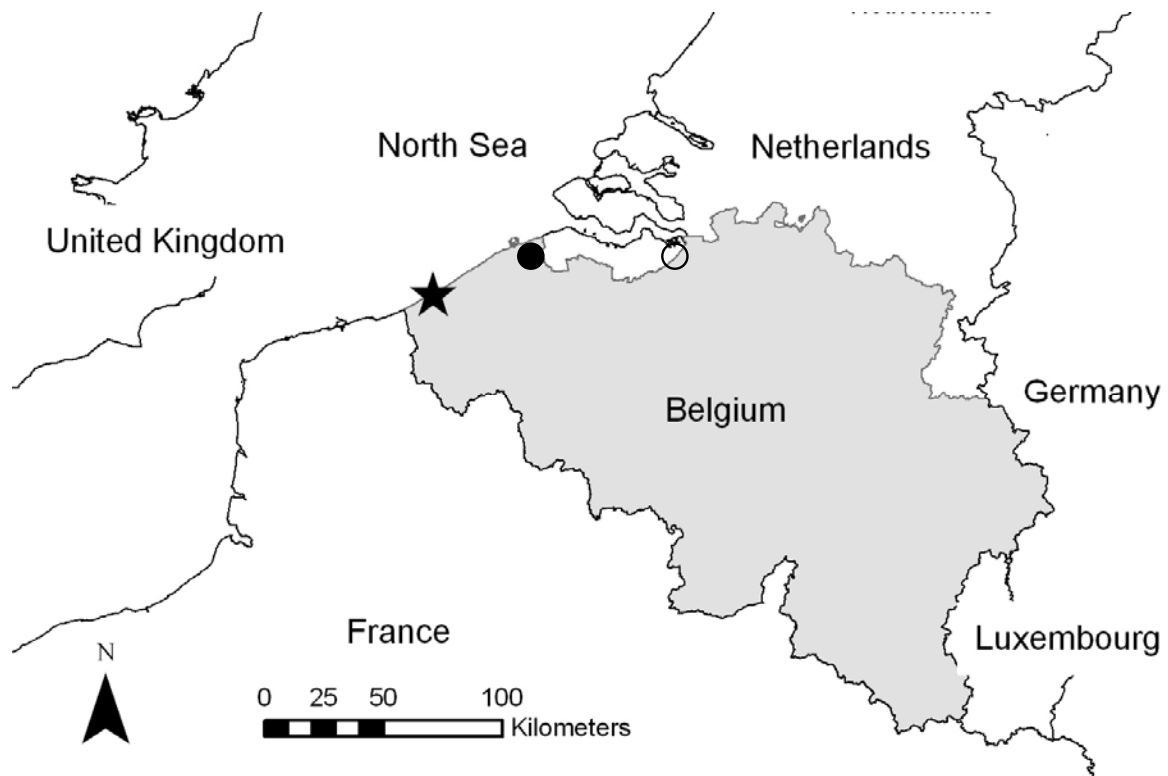 North Sea
Netherlands
United Kingdom
Germany
Belgium
France
Luxembourg
N
0 25 50 100
Kilometers